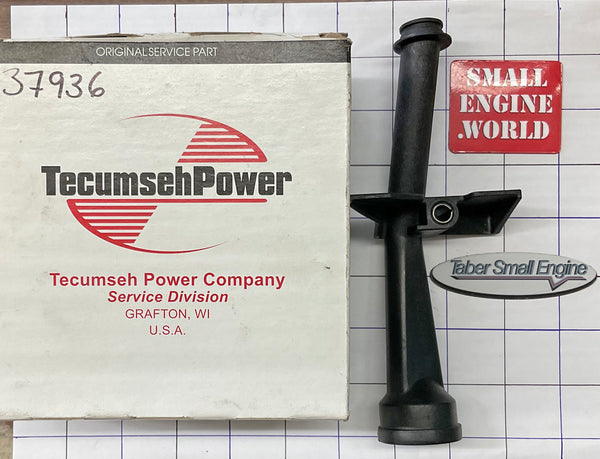 ORIGINAL SERVICE PART
37936
TecumsehPower
Tecumseh Power Company
Service Division
GRAFTON, WI
U.S.A.
SMALL
ENGINE
.WORLD
Taber Small Engine